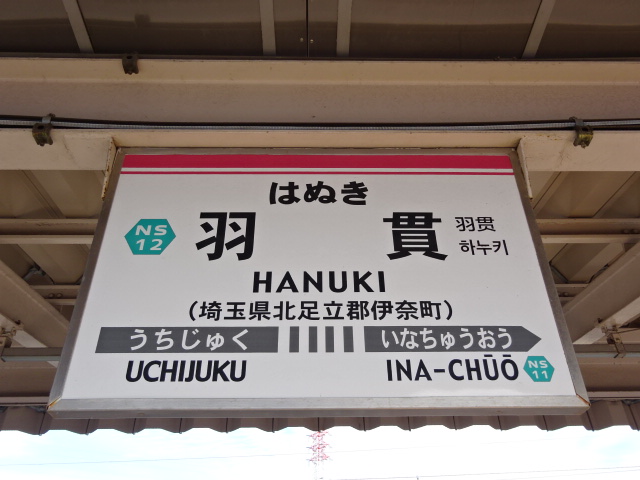 はぬき
NS
12
羽貫
羽贯
하누키
HANUKI
(埼玉県北足立郡伊奈町)
うちじゅく いなちゅうおう
UCHIJUKU INA-CHŪŌ
NS
11